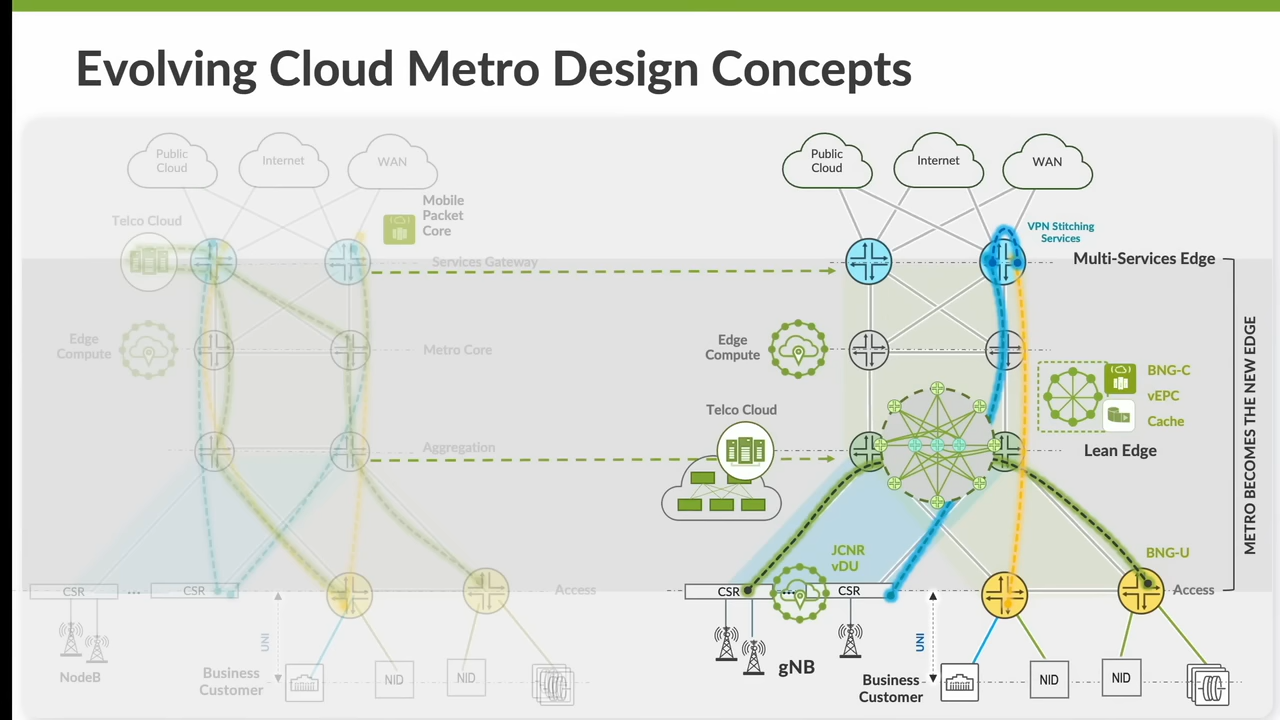 Evolving Cloud Metro Design Concepts
Public
Cloud
Internet
WAN
Telco Cloud
Mobile
Packet
Core
Services Gateway
Edge
Compute
Metro Core
Aggregation
CSR
...
CSR
Access
NodeB
UNI
Business
Customer
NID
NID
Public
Cloud
Internet
WAN
VPN Stitching
Services
Multi-Services Edge
Edge
Compute
BNG-C
vEPC
Cache
Telco Cloud
Lean Edge
METRO BECOMES THE NEW EDGE
JCNR
vDU
BNG-U
CSR
...
CSR
Access
gNB
UNI
Business
Customer
NID
NID